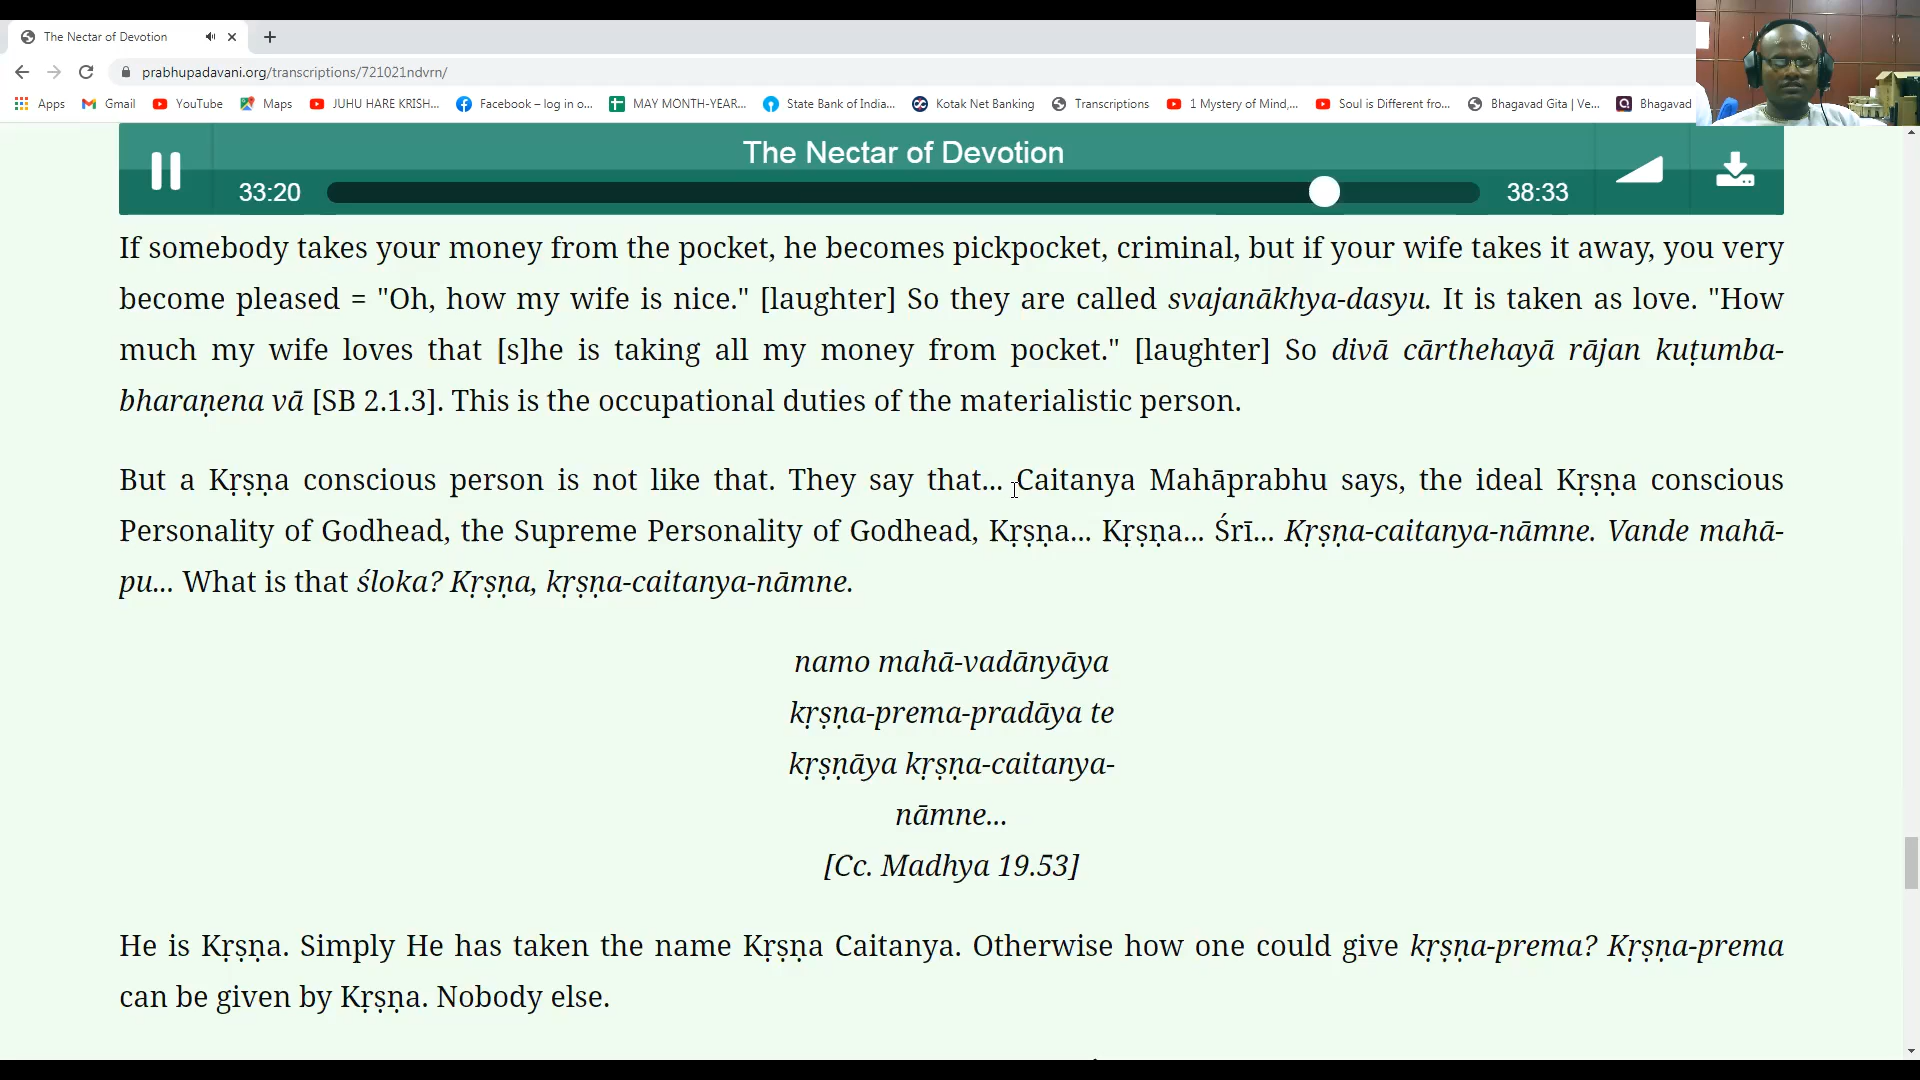 The Nectar of Devotion
prabhupadavani.org/transcriptions/721021ndvrn/
Apps Gmail YouTube Maps JUHU HARE KRISH... Facebook – log in o... MAY MONTH-YEAR... State Bank of India... Kotak Net Banking Transcriptions 1 Mystery of Mind,... Soul is Different fro... Bhagavad Gita | Ve... Bhagavad
The Nectar of Devotion
33:20 38:33
If somebody takes your money from the pocket, he becomes pickpocket, criminal, but if your wife takes it away, you very
become pleased = "Oh, how my wife is nice." [laughter] So they are called svajanākhya-dasyu. It is taken as love. "How
much my wife loves that [s]he is taking all my money from pocket." [laughter] So divā cārthehayā rājan kuṭumba-
bharaṇena vā [SB 2.1.3]. This is the occupational duties of the materialistic person.
But a Kṛṣṇa conscious person is not like that. They say that... Caitanya Mahāprabhu says, the ideal Kṛṣṇa conscious
Personality of Godhead, the Supreme Personality of Godhead, Kṛṣṇa... Kṛṣṇa... Śrī... Kṛṣṇa-caitanya-nāmne. Vande mahā-
pu... What is that śloka? Kṛṣṇa, kṛṣṇa-caitanya-nāmne.
namo mahā-vadānyāya
kṛṣṇa-prema-pradāya te
kṛṣṇāya kṛṣṇa-caitanya-
nāmne...
[Cc. Madhya 19.53]
He is Kṛṣṇa. Simply He has taken the name Kṛṣṇa Caitanya. Otherwise how one could give kṛṣṇa-prema? Kṛṣṇa-prema
can be given by Kṛṣṇa. Nobody else.